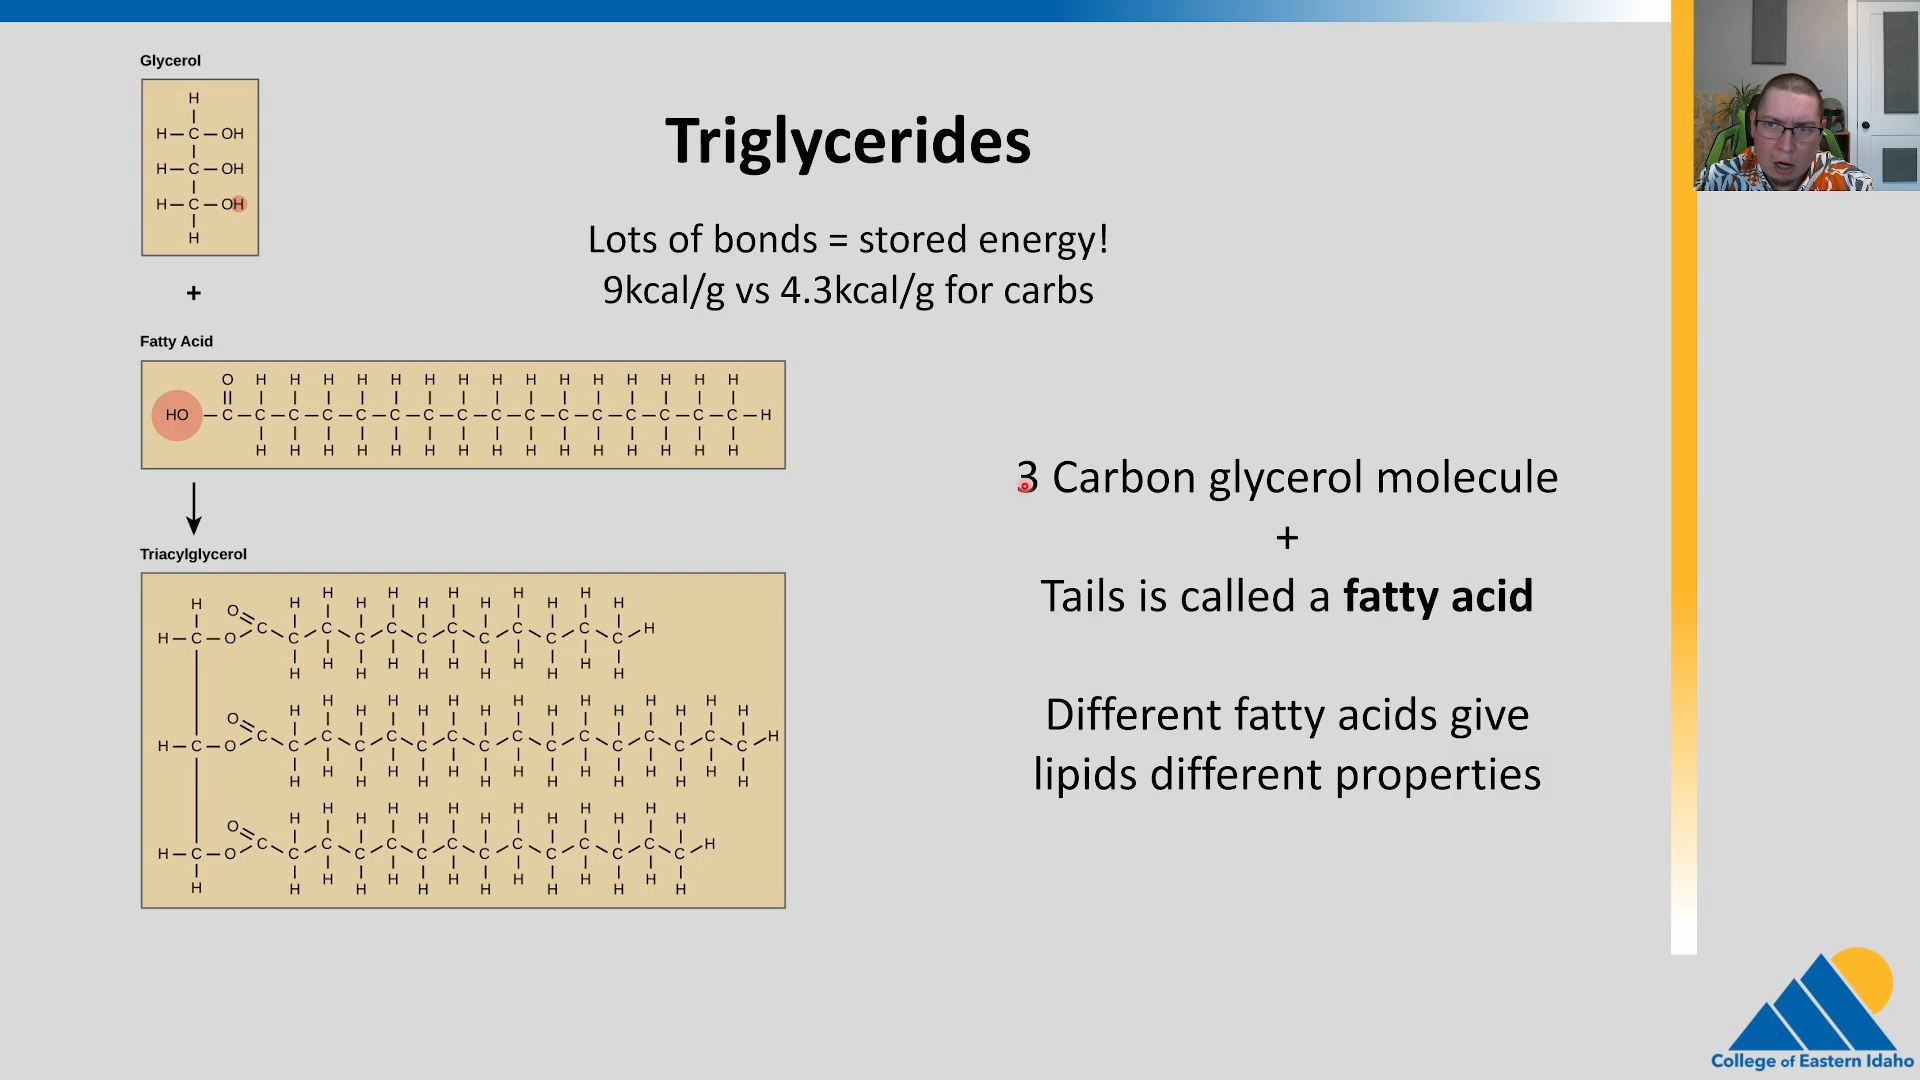 Glycerol
H
H–C–OH
H–C–OH
H–C–OH
H
+
Triglycerides
Lots of bonds = stored energy!
9kcal/g vs 4.3kcal/g for carbs
Fatty Acid
O H H H H H H H H H H H H H H H
HO–C–C–C–C–C–C–C–C–C–C–C–C–C–C–C–C–H
H H H H H H H H H H H H H H H
Triacylglycerol
H H H H H
H O H H H H H H
H–C–O C C C C C C C C C C C C H
H H H H H
H H H H H H
H H H H H H H
O H H H H H H H H
H–C–O C C C C C C C C C C C C C C C C H
H H H H H H H
H H H H H H H H
H H H H H H
O H H H H H H H
H–C–O C C C C C C C C C C C C C C H
H H H H H H
H H H H H H H H
3 Carbon glycerol molecule
+
Tails is called a fatty acid
Different fatty acids give
lipids different properties
College of Eastern Idaho